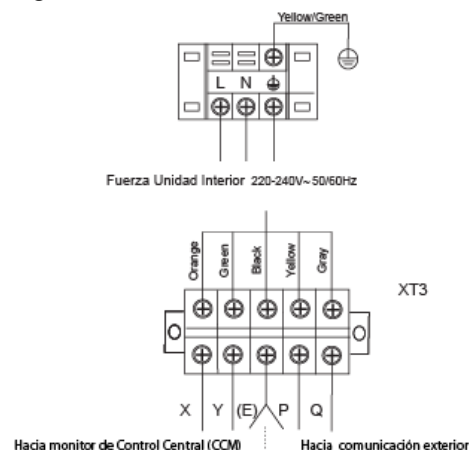 Yellow/Green
L N
Fuerza Unidad Interior 220-240V~50/60Hz
Orange
Green
Black
Yellow
Gray
XT3
X Y (E) P Q
Hacia monitor de Control Central (CCM) Hacia comunicación exterior